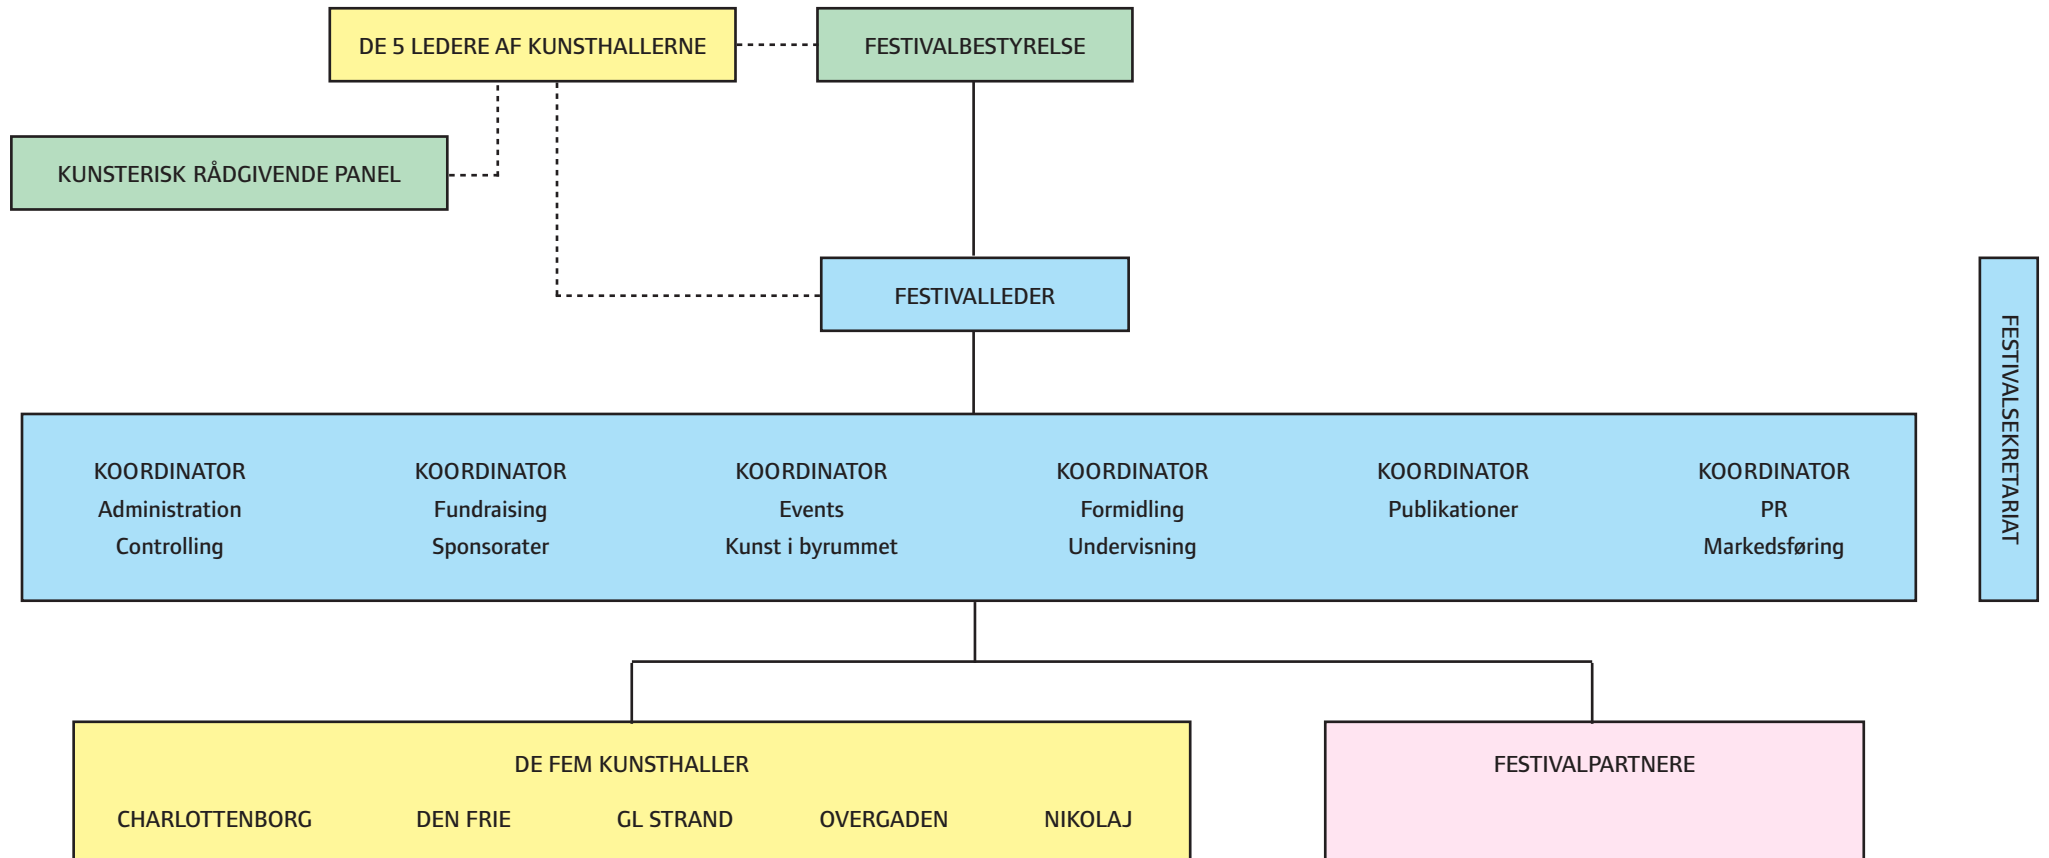 DE 5 LEDERE AF KUNSTHALLERNE
FESTIVALBESTYRELSE
KUNSTERISK RÅDGIVENDE PANEL
FESTIVALLEDER
FESTIVALSEKRETARIAT
KOORDINATOR
Administration
Controlling
KOORDINATOR
Fundraising
Sponsorater
KOORDINATOR
Events
Kunst i byrummet
KOORDINATOR
Formidling
Undervisning
KOORDINATOR
Publikationer
KOORDINATOR
PR
Markedsføring
DE FEM KUNSTHALLER
CHARLOTTENBORG
DEN FRIE
GL STRAND
OVERGADEN
NIKOLAJ
FESTIVALPARTNERE